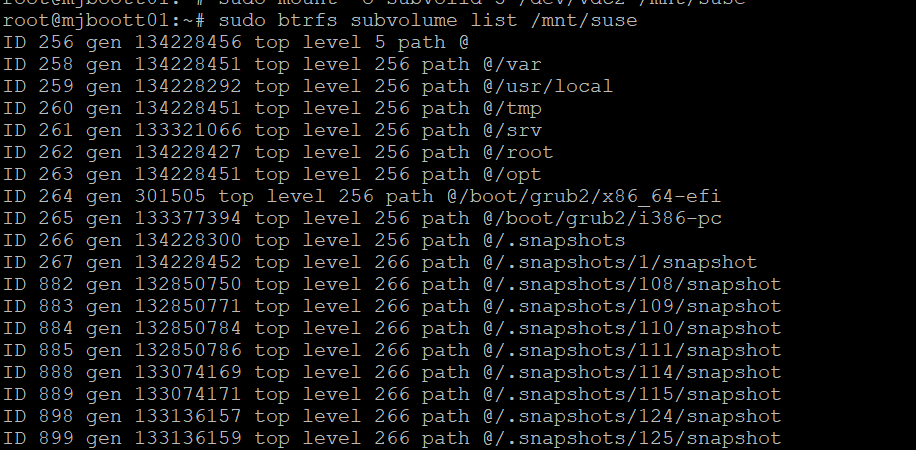 root@mjboott01:~# sudo mount -o subvolid=5 /dev/vdc2 /mnt/suse
root@mjboott01:~# sudo btrfs subvolume list /mnt/suse
ID 256 gen 134228456 top level 5 path @
ID 258 gen 134228451 top level 256 path @/var
ID 259 gen 134228292 top level 256 path @/usr/local
ID 260 gen 134228451 top level 256 path @/tmp
ID 261 gen 133321066 top level 256 path @/srv
ID 262 gen 134228427 top level 256 path @/root
ID 263 gen 134228451 top level 256 path @/opt
ID 264 gen 301505 top level 256 path @/boot/grub2/x86_64-efi
ID 265 gen 133377394 top level 256 path @/boot/grub2/i386-pc
ID 266 gen 134228300 top level 256 path @/.snapshots
ID 267 gen 134228452 top level 266 path @/.snapshots/1/snapshot
ID 882 gen 132850750 top level 266 path @/.snapshots/108/snapshot
ID 883 gen 132850771 top level 266 path @/.snapshots/109/snapshot
ID 884 gen 132850784 top level 266 path @/.snapshots/110/snapshot
ID 885 gen 132850786 top level 266 path @/.snapshots/111/snapshot
ID 888 gen 133074169 top level 266 path @/.snapshots/114/snapshot
ID 889 gen 133074171 top level 266 path @/.snapshots/115/snapshot
ID 898 gen 133136157 top level 266 path @/.snapshots/124/snapshot
ID 899 gen 133136159 top level 266 path @/.snapshots/125/snapshot